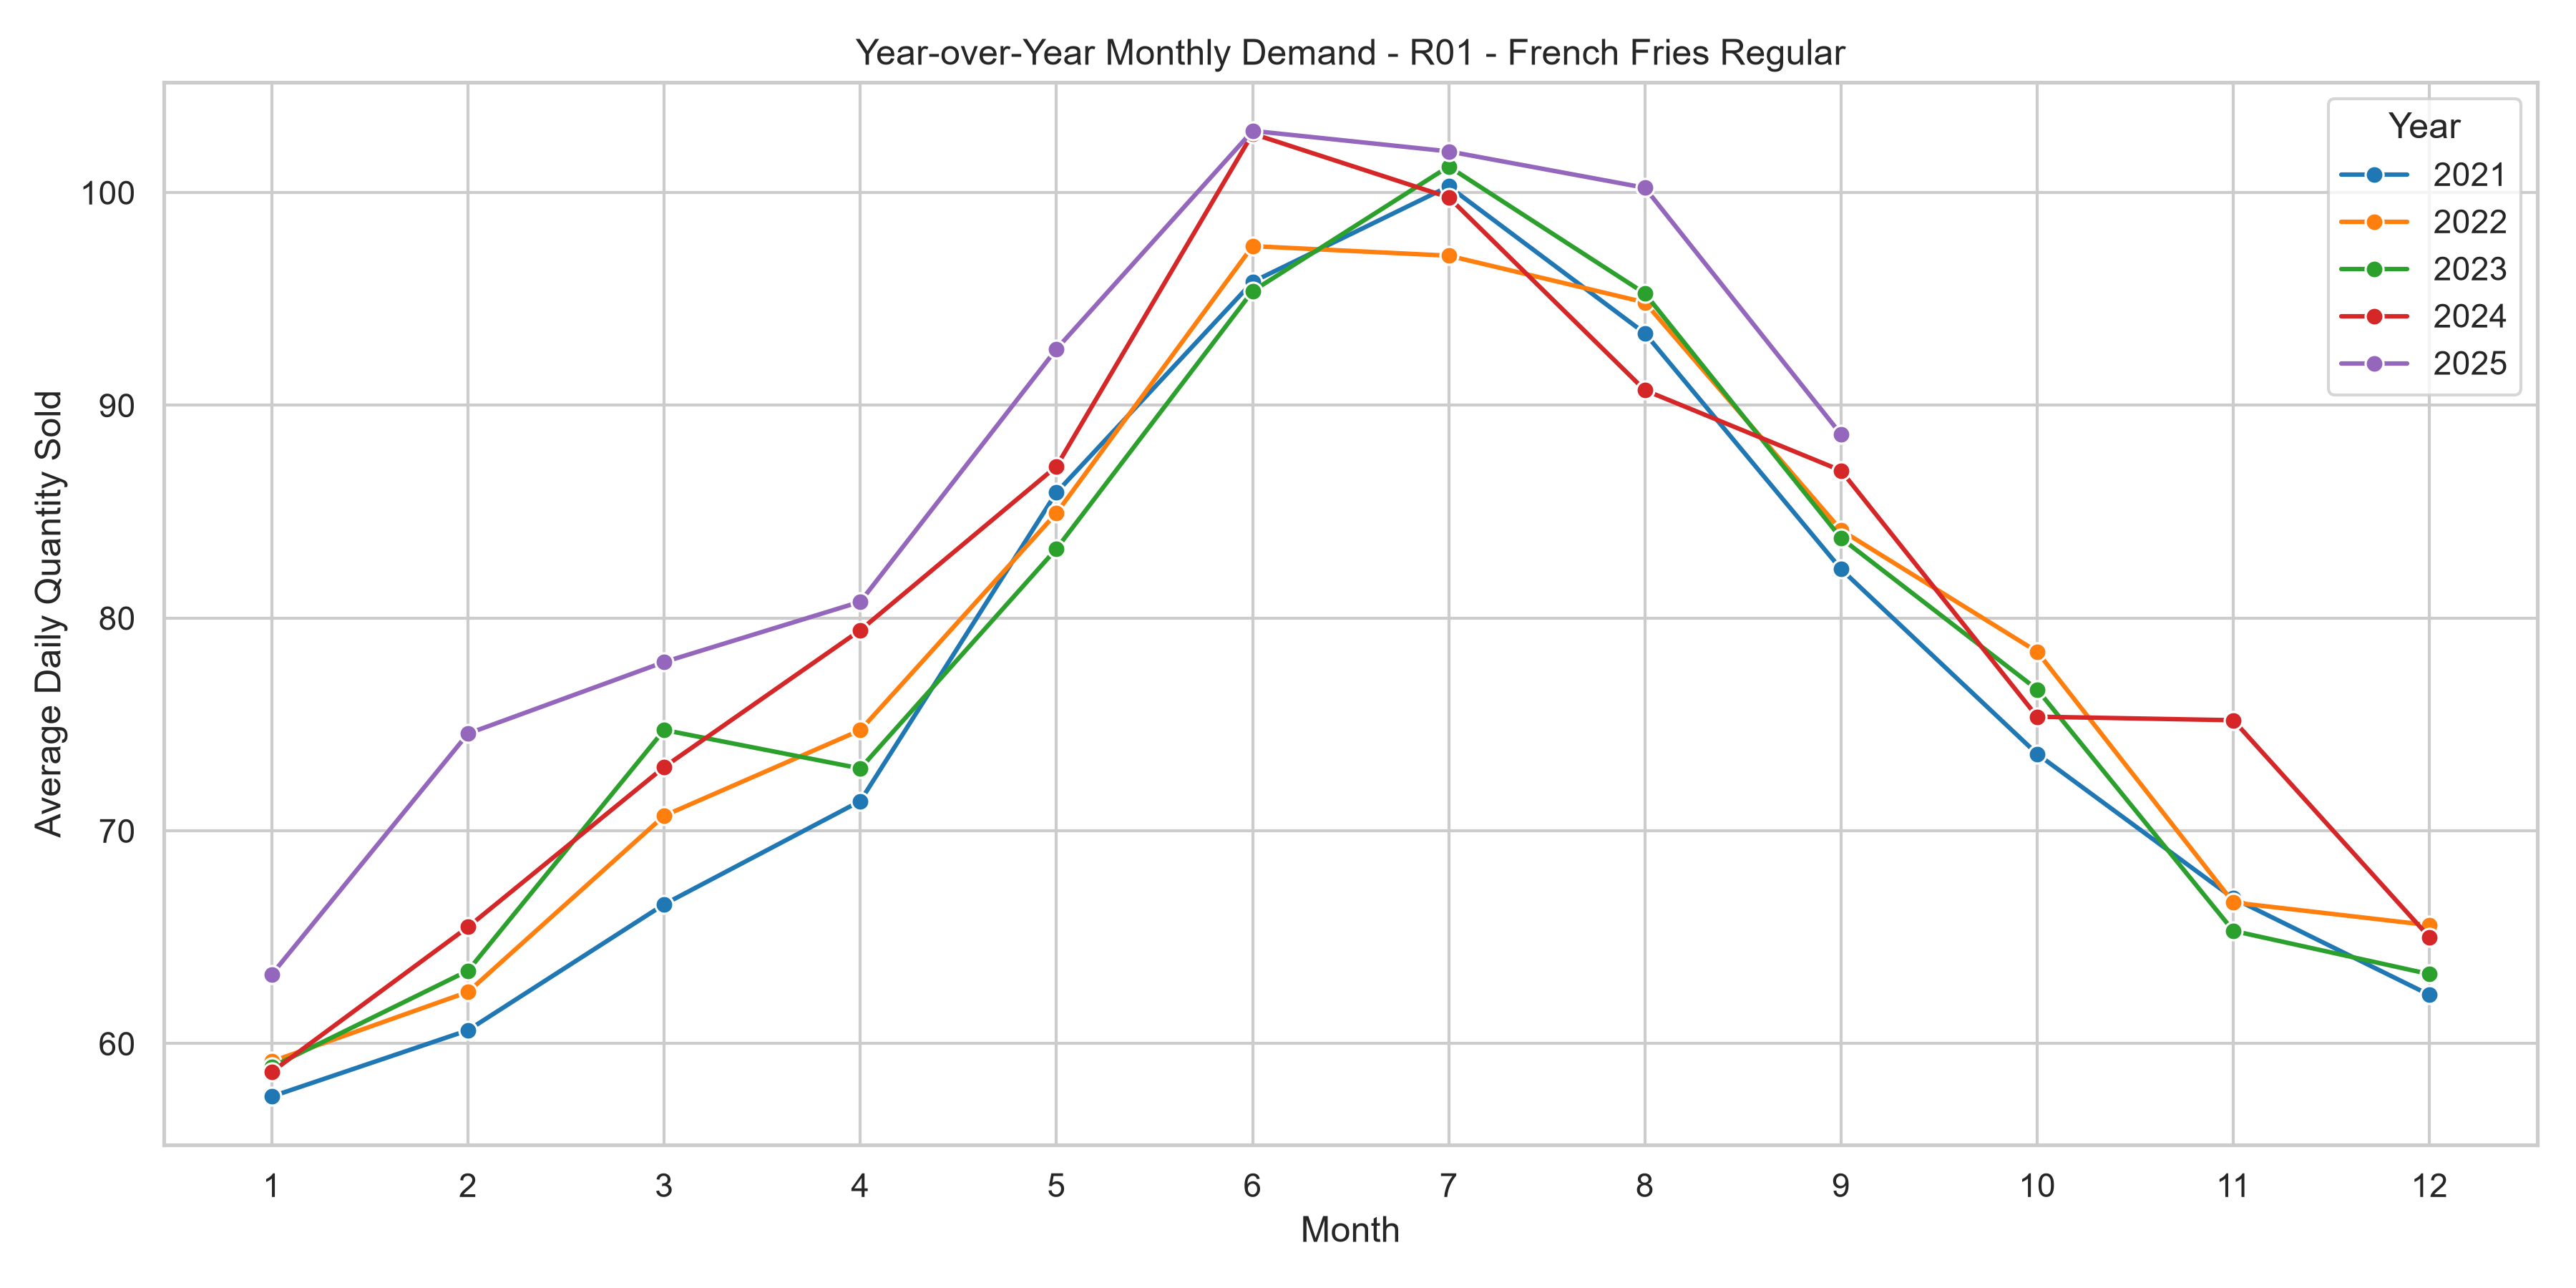 Year-over-Year Monthly Demand - R01 - French Fries Regular
Year
2021
2022
2023
2024
2025
Average Daily Quantity Sold
100
90
80
70
60
1 2 3 4 5 6 7 8 9 10 11 12
Month